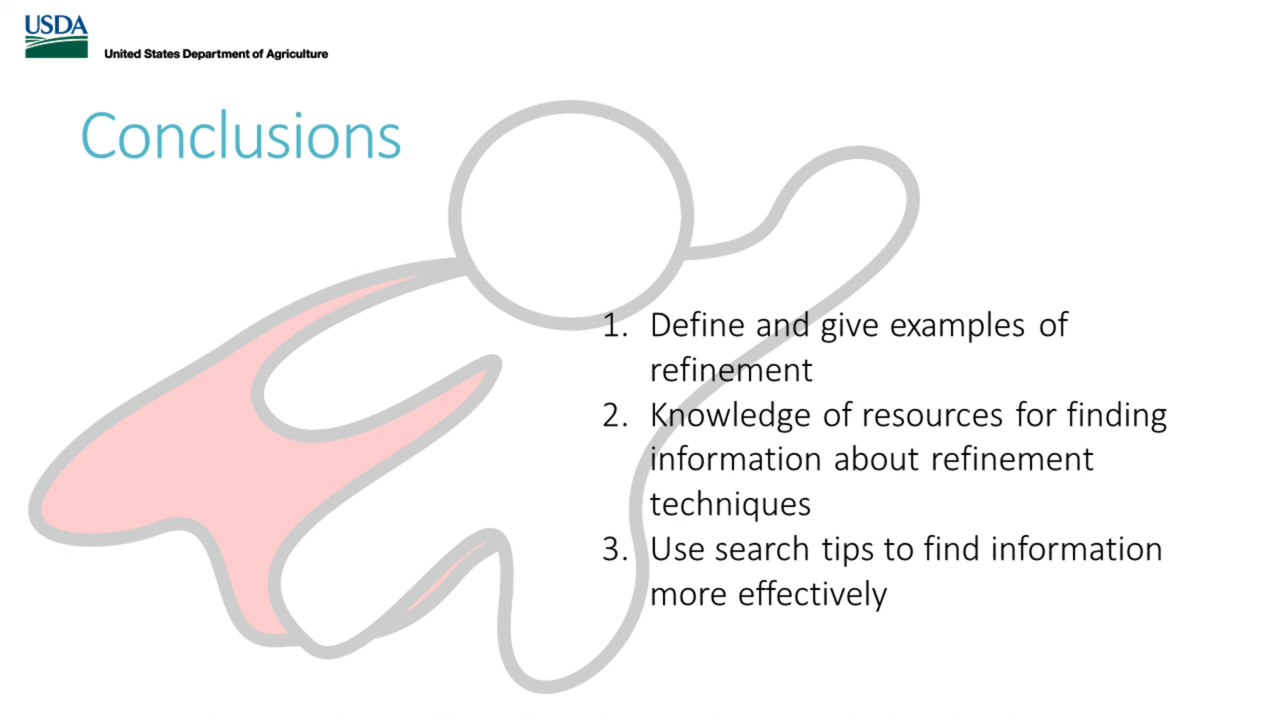 USDA
United States Department of Agriculture
Conclusions
1. Define and give examples of
refinement
2. Knowledge of resources for finding
information about refinement
techniques
3. Use search tips to find information
more effectively